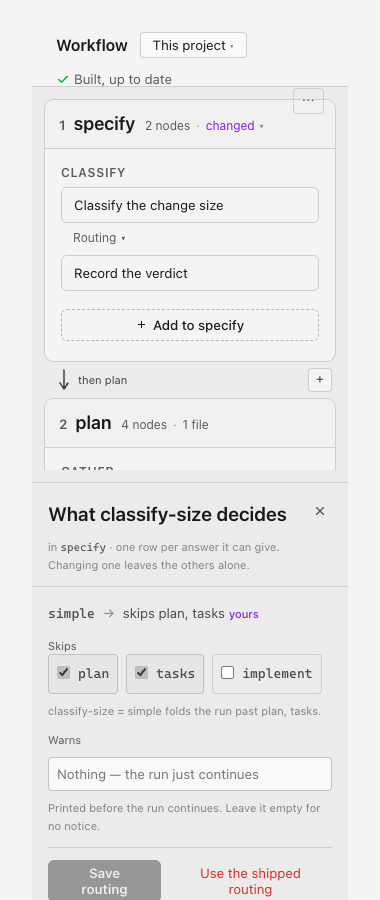 Workflow
This project
Built, up to date
...
1 specify 2 nodes · changed
CLASSIFY
Classify the change size
Routing
Record the verdict
+ Add to specify
then plan
+
2 plan 4 nodes · 1 file
GATHER
What classify-size decides
in specify · one row per answer it can give.
Changing one leaves the others alone.
simple → skips plan, tasks yours
Skips
plan tasks implement
classify-size = simple folds the run past plan, tasks.
Warns
Nothing — the run just continues
Printed before the run continues. Leave it empty for
no notice.
Save
routing
Use the shipped
routing